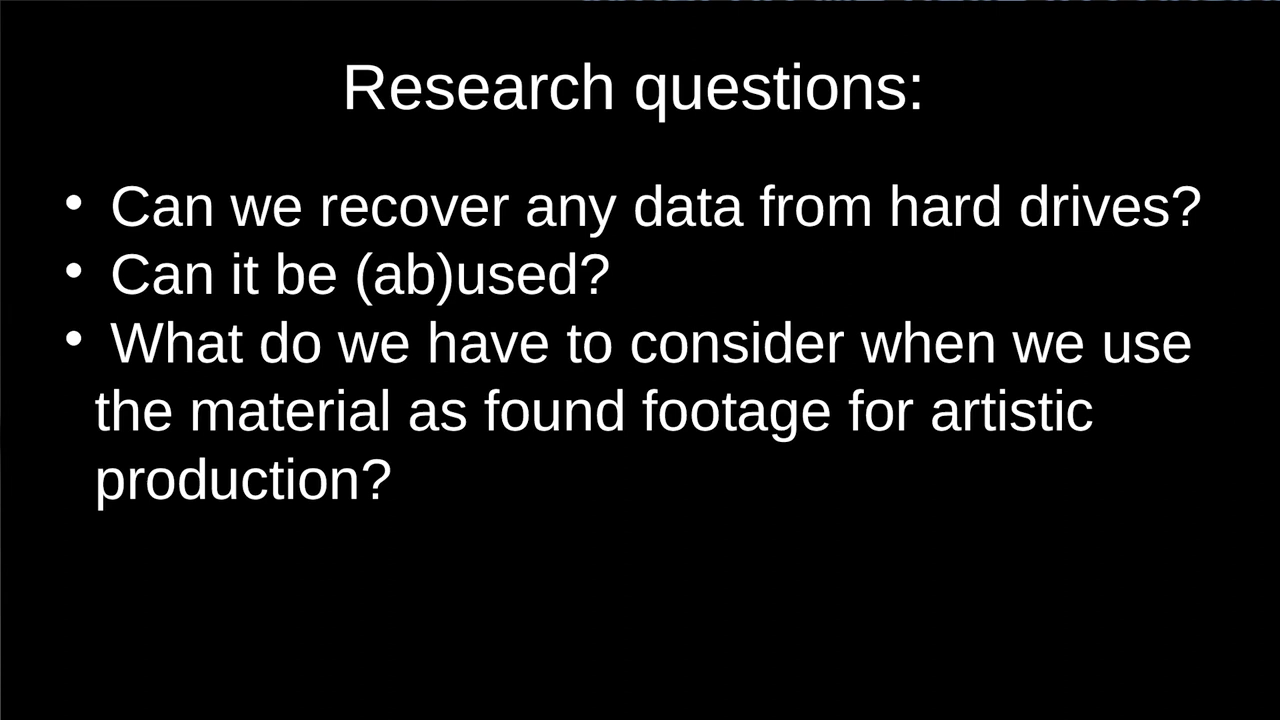 Research questions:
• Can we recover any data from hard drives?
• Can it be (ab)used?
• What do we have to consider when we use
the material as found footage for artistic
production?